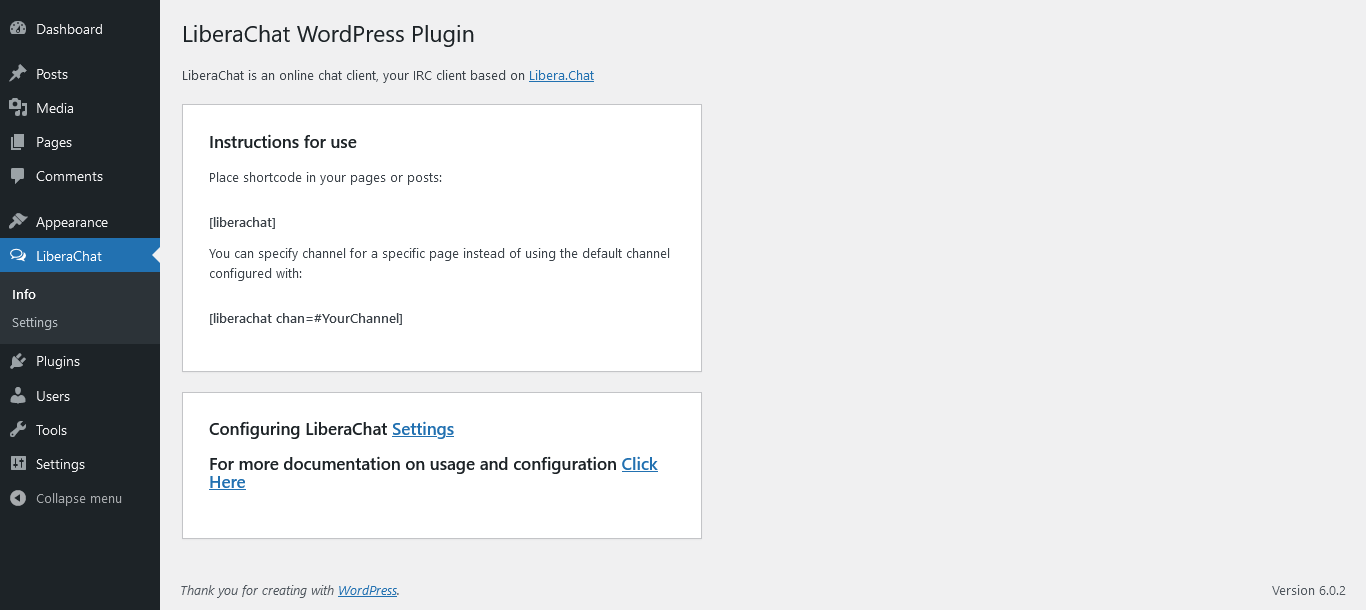 Dashboard
Posts
Media
Pages
Comments
Appearance
LiberaChat
Info
Settings
Plugins
Users
Tools
Settings
Collapse menu
LiberaChat WordPress Plugin
LiberaChat is an online chat client, your IRC client based on Libera.Chat
Instructions for use
Place shortcode in your pages or posts:
[liberachat]
You can specify channel for a specific page instead of using the default channel
configured with:
[liberachat chan=#YourChannel]
Configuring LiberaChat Settings
For more documentation on usage and configuration Click
Here
Thank you for creating with WordPress.
Version 6.0.2